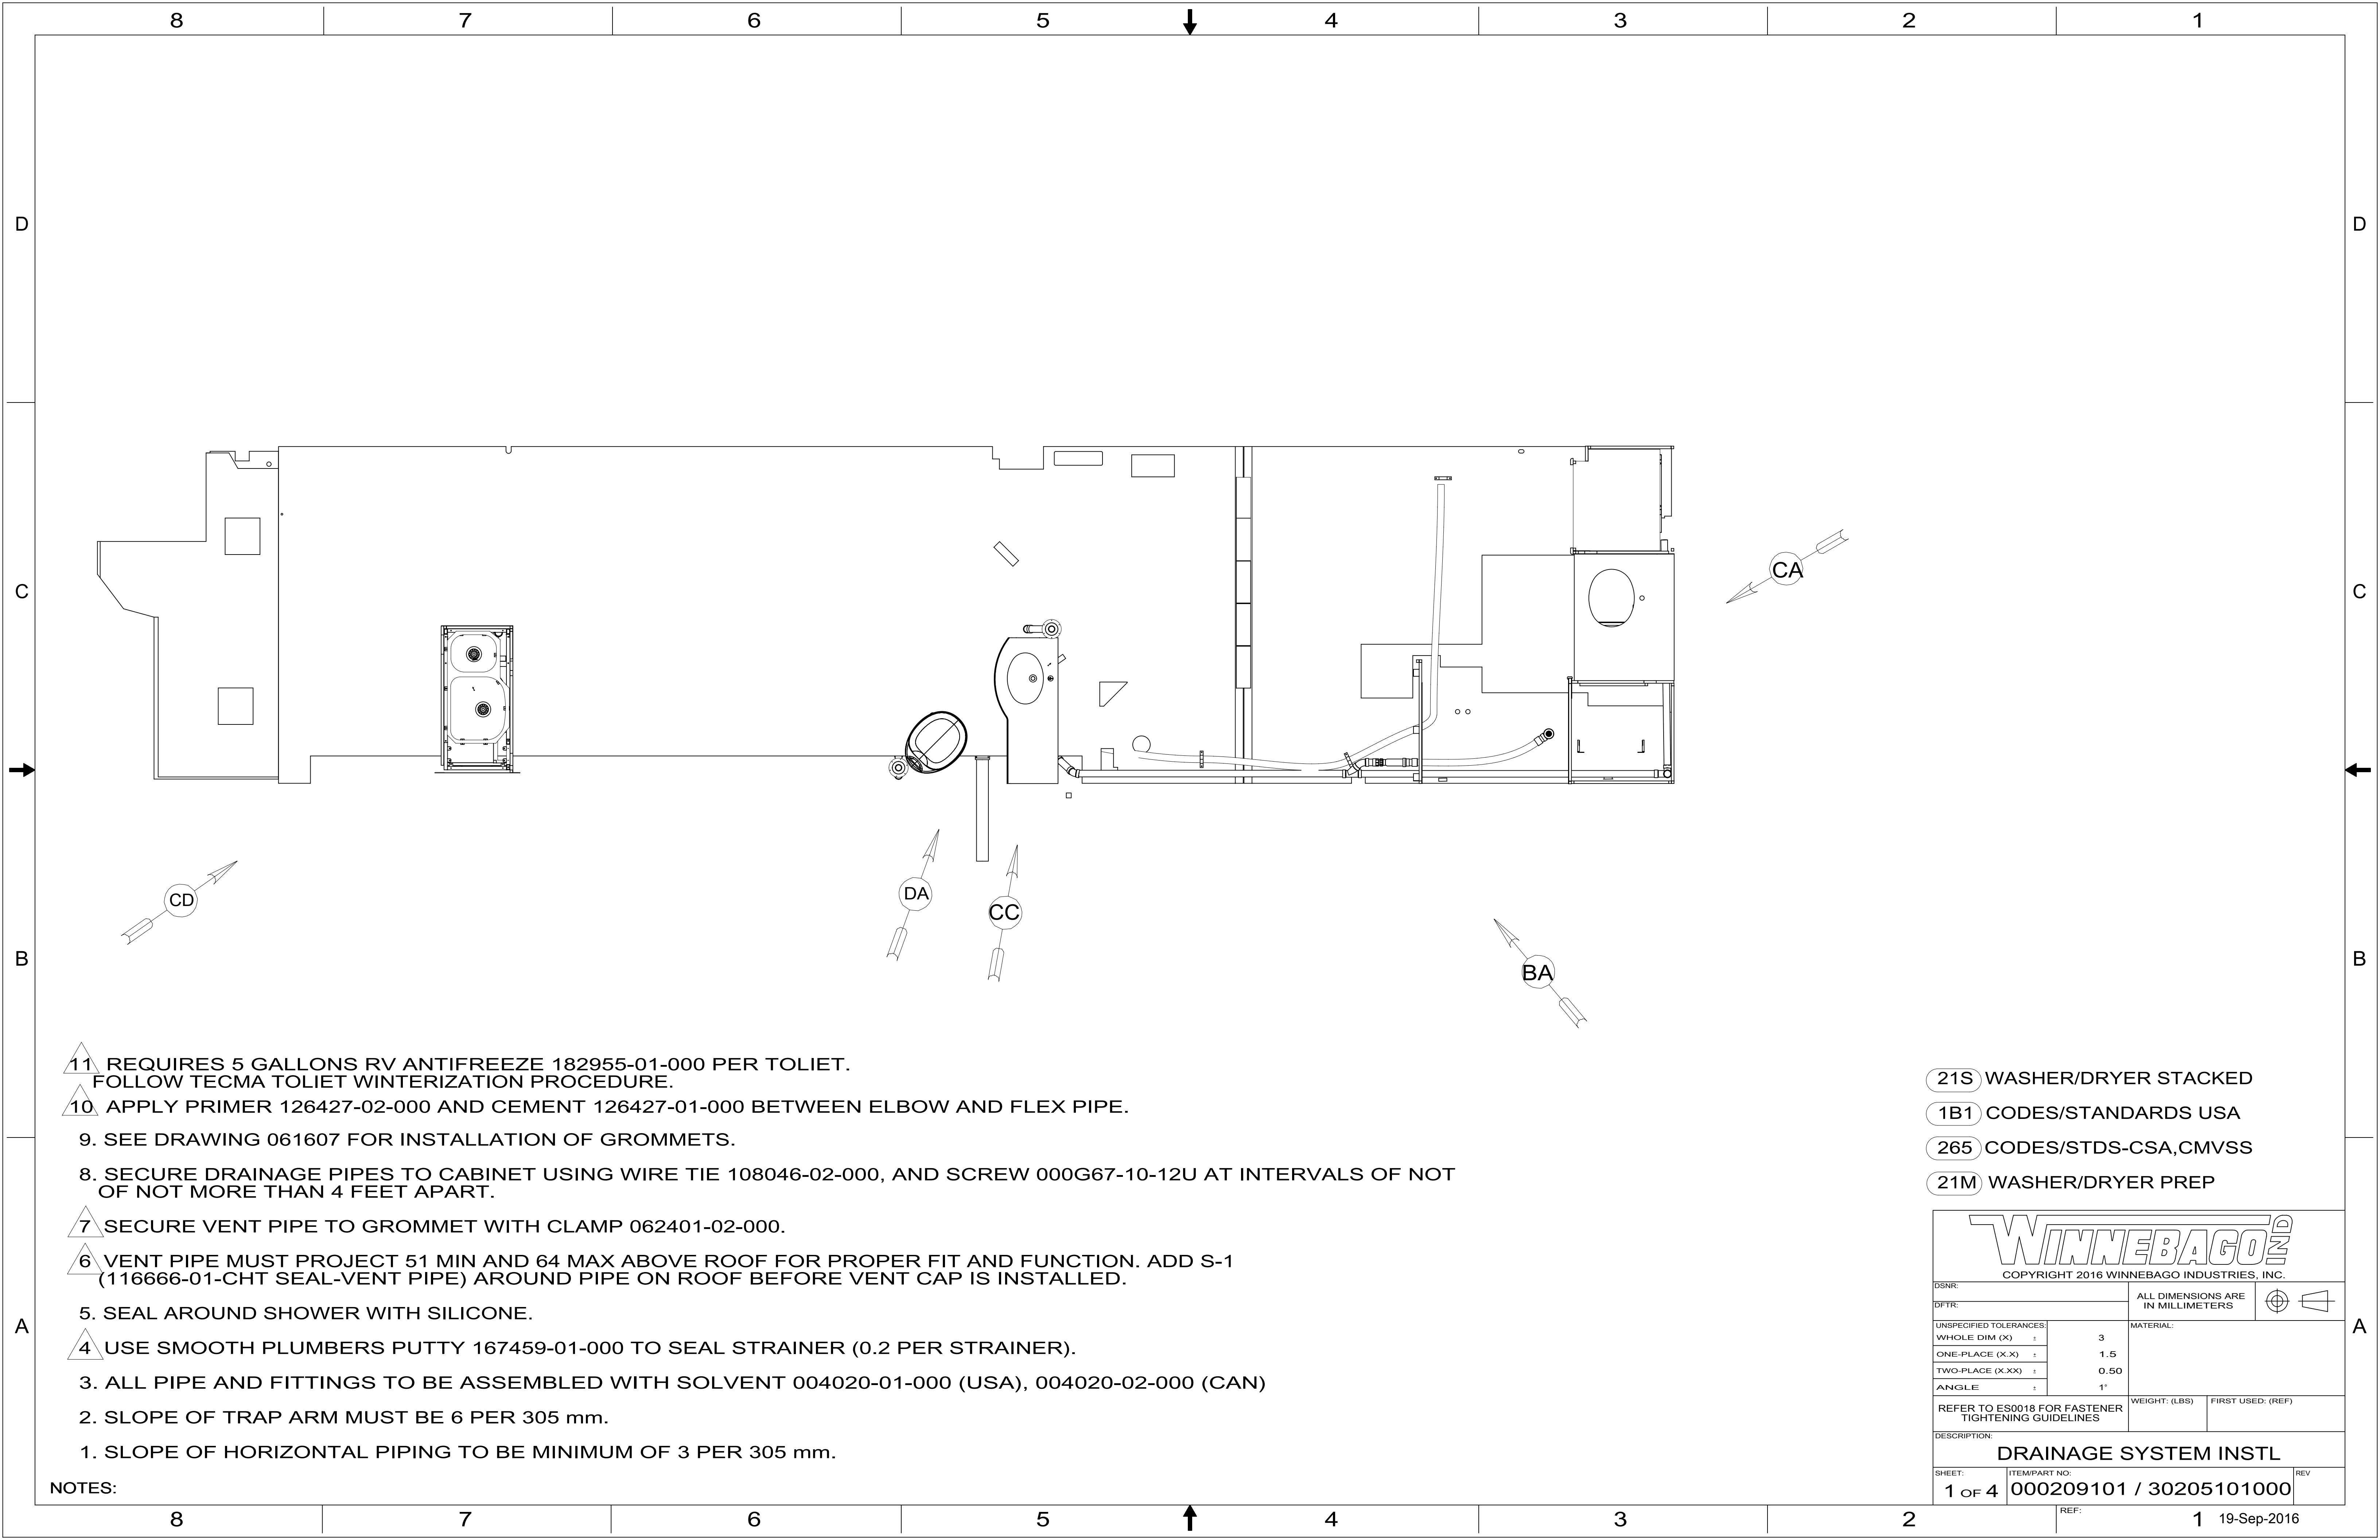 8 7 6 5 4 3 2 1
D D
C C
CA
CD
DA
CC
BA
B B
11 REQUIRES 5 GALLONS RV ANTIFREEZE 182955-01-000 PER TOLIET.
FOLLOW TECMA TOLIET WINTERIZATION PROCEDURE.
10 APPLY PRIMER 126427-02-000 AND CEMENT 126427-01-000 BETWEEN ELBOW AND FLEX PIPE.
9. SEE DRAWING 061607 FOR INSTALLATION OF GROMMETS.
8. SECURE DRAINAGE PIPES TO CABINET USING WIRE TIE 108046-02-000, AND SCREW 000G67-10-12U AT INTERVALS OF NOT
OF NOT MORE THAN 4 FEET APART.
7 SECURE VENT PIPE TO GROMMET WITH CLAMP 062401-02-000.
6 VENT PIPE MUST PROJECT 51 MIN AND 64 MAX ABOVE ROOF FOR PROPER FIT AND FUNCTION. ADD S-1
(116666-01-CHT SEAL-VENT PIPE) AROUND PIPE ON ROOF BEFORE VENT CAP IS INSTALLED.
5. SEAL AROUND SHOWER WITH SILICONE.
4 USE SMOOTH PLUMBERS PUTTY 167459-01-000 TO SEAL STRAINER (0.2 PER STRAINER).
3. ALL PIPE AND FITTINGS TO BE ASSEMBLED WITH SOLVENT 004020-01-000 (USA), 004020-02-000 (CAN)
2. SLOPE OF TRAP ARM MUST BE 6 PER 305 mm.
1. SLOPE OF HORIZONTAL PIPING TO BE MINIMUM OF 3 PER 305 mm.
NOTES:
21S WASHER/DRYER STACKED
1B1 CODES/STANDARDS USA
265 CODES/STDS-CSA,CMVSS
21M WASHER/DRYER PREP
WINNEBAGO IND
COPYRIGHT 2016 WINNEBAGO INDUSTRIES, INC.
DSNR:
DFTR:
ALL DIMENSIONS ARE
IN MILLIMETERS
UNSPECIFIED TOLERANCES:
WHOLE DIM (X) ± 3
ONE-PLACE (X.X) ± 1.5
TWO-PLACE (X.XX) ± 0.50
ANGLE ± 1°
MATERIAL:
REFER TO ES0018 FOR FASTENER
TIGHTENING GUIDELINES
WEIGHT: (LBS)
FIRST USED: (REF)
DESCRIPTION:
DRAINAGE SYSTEM INSTL
SHEET:
1 OF 4
ITEM/PART NO:
000209101 / 30205101000
REV
A A
REF:
8 7 6 5 4 3 2 1
19-Sep-2016